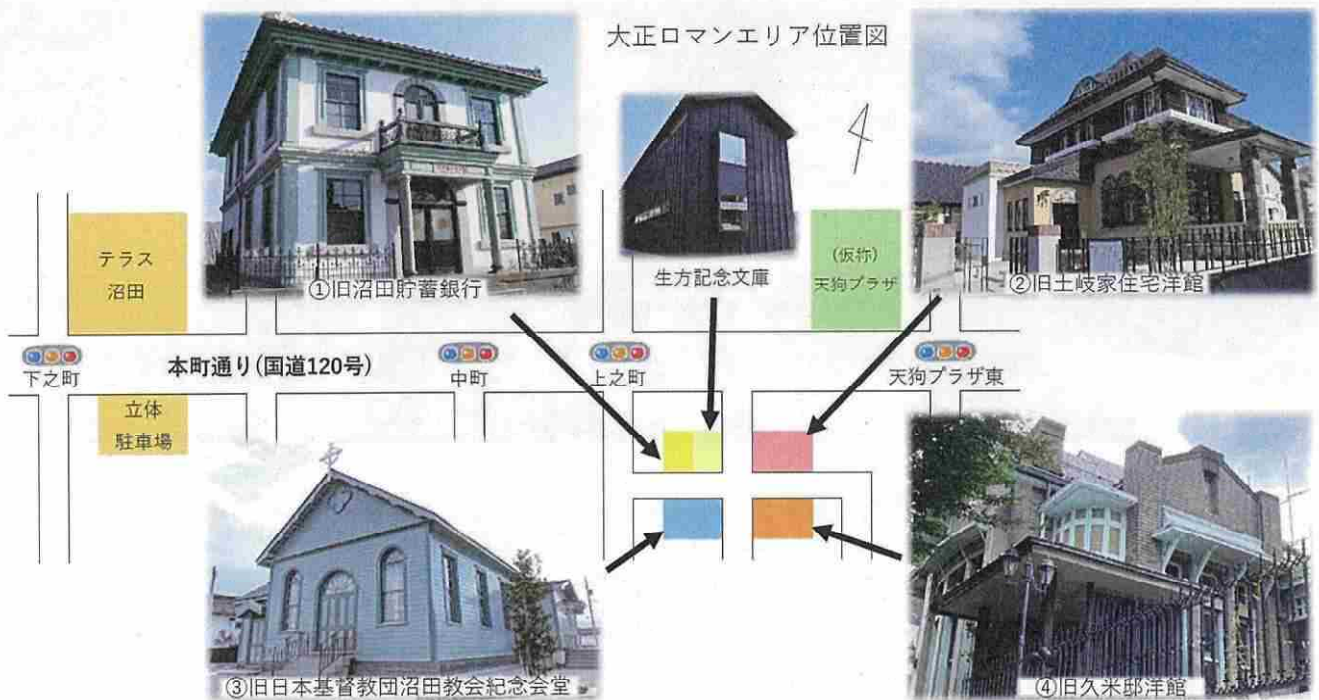 大正ロマンエリア位置図
①旧沼田貯蓄銀行
生方記念文庫
②旧土岐家住宅洋館
テラス
沼田
(仮称)
天狗プラザ
下之町
本町通り(国道120号)
中町
上之町
天狗プラザ東
立体
駐車場
③旧日本基督教団沼田教会紀念会堂
④旧久米邸洋館